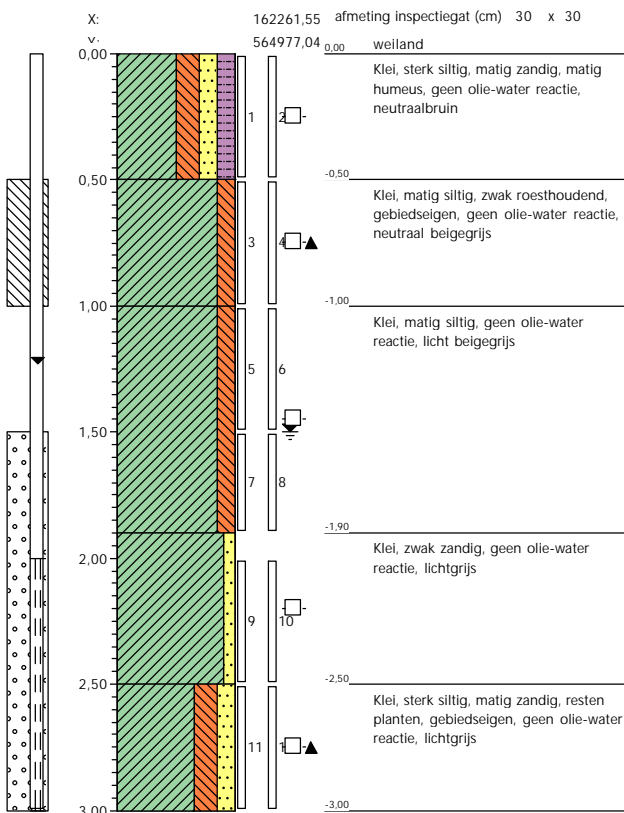 X: 162261,55 afmeting inspectiegat (cm) 30 x 30
564977,04 0,00 weiland
0,00
Klei, sterk siltig, matig zandig, matig
humeus, geen olie-water reactie,
neutraalbruin
1 2
0,50 -0,50
Klei, matig siltig, zwak roesthoudend,
gebiedseigen, geen olie-water reactie,
neutraal beigegrijs
3 4
1,00 -1,00
Klei, matig siltig, geen olie-water
reactie, licht beigegrijs
5 6
1,50
7 8
-1,90
Klei, zwak zandig, geen olie-water
reactie, lichtgrijs
2,00
9 10
2,50 -2,50
Klei, sterk siltig, matig zandig, resten
planten, gebiedseigen, geen olie-water
reactie, lichtgrijs
11
3,00 -3,00